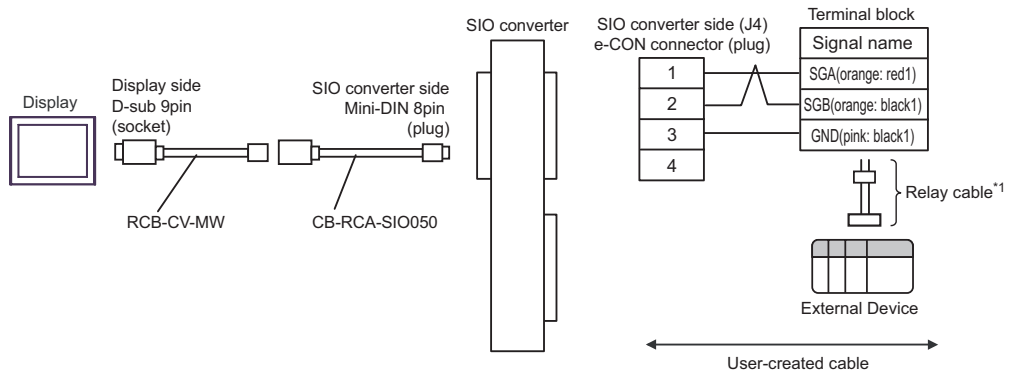 SIO converter
SIO converter side (J4)
e-CON connector (plug)
Terminal block
Signal name
1
SGA(orange: red1)
2
SGB(orange: black1)
3
GND(pink: black1)
4
Display
Display side
D-sub 9pin
(socket)
SIO converter side
Mini-DIN 8pin
(plug)
RCB-CV-MW
CB-RCA-SIO050
Relay cable*1
External Device
User-created cable